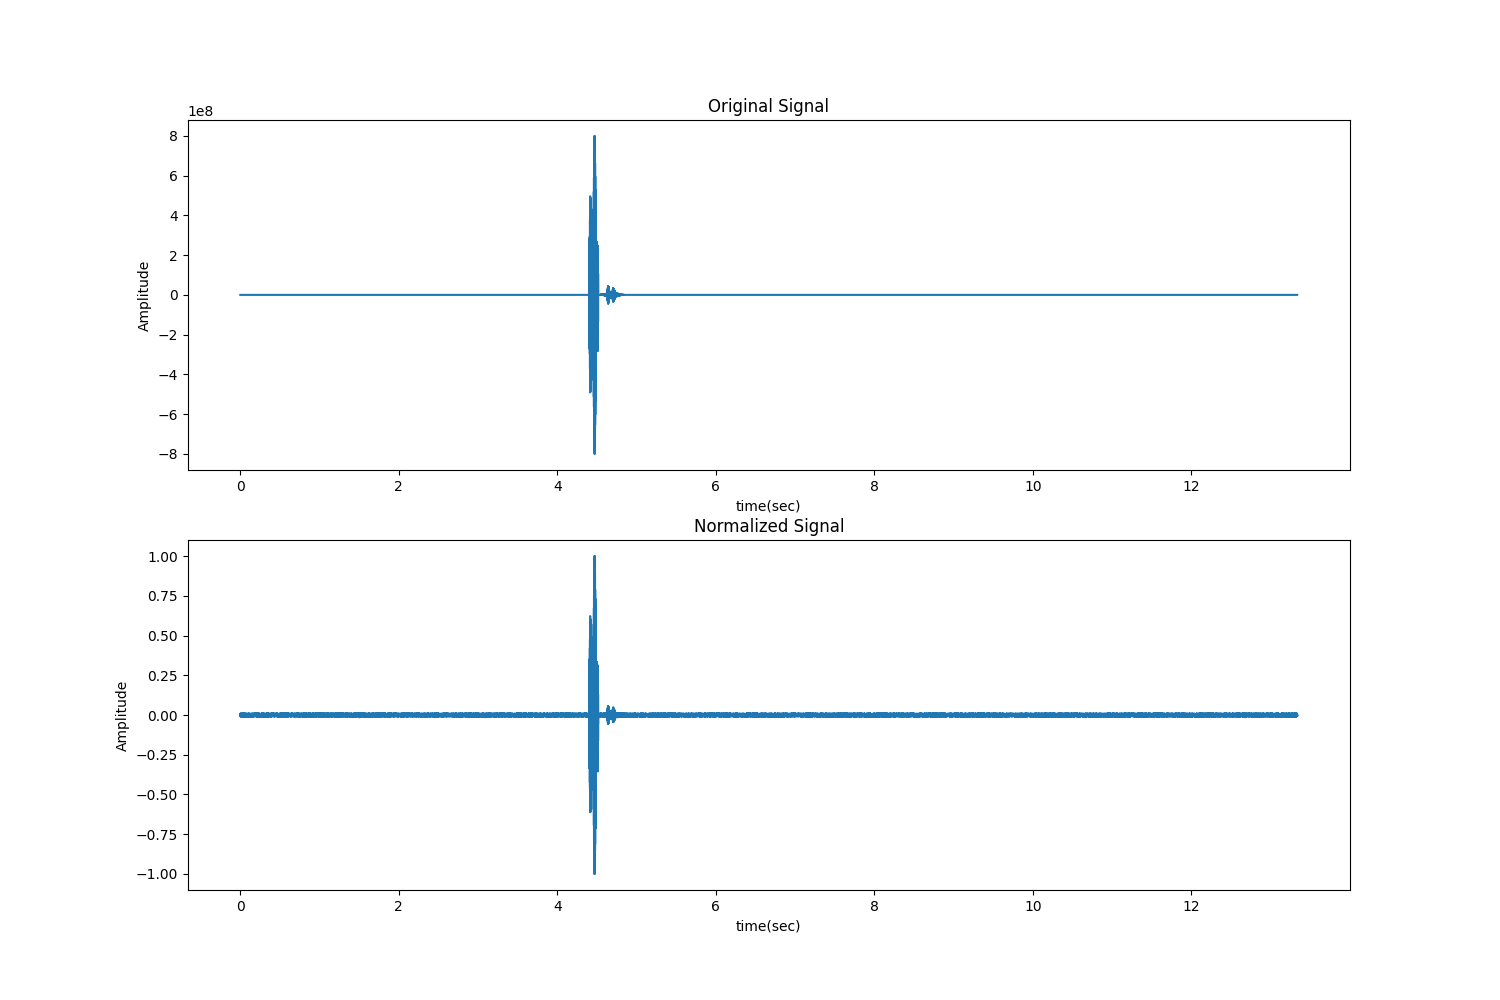 Original Signal
1e8
8
6
4
2
0
−2
−4
−6
−8
Amplitude
0 2 4 6 8 10 12
time(sec)
Normalized Signal
1.00
0.75
0.50
0.25
0.00
−0.25
−0.50
−0.75
−1.00
Amplitude
0 2 4 6 8 10 12
time(sec)